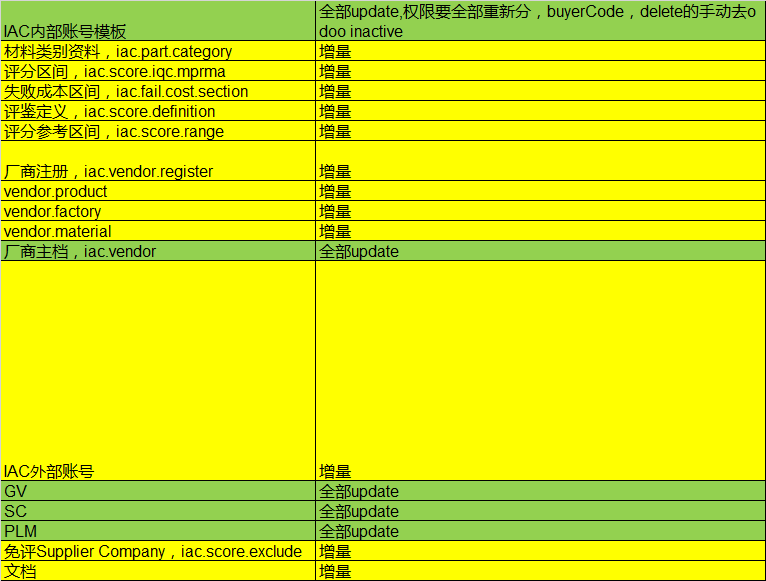 IAC内部账号模板
全部update,权限要全部重新分，buyerCode，delete的手动去o
doo inactive
材料类别资料，iac.part.category
增量
评分区间，iac.score.iqc.mprma
增量
失败成本区间，iac.fail.cost.section
增量
评鉴定义，iac.score.definition
增量
评分参考区间，iac.score.range
增量
厂商注册，iac.vendor.register
增量
vendor.product
增量
vendor.factory
增量
vendor.material
增量
厂商主档，iac.vendor
全部update
IAC外部账号
增量
GV
全部update
SC
全部update
PLM
全部update
免评Supplier Company，iac.score.exclude
增量
文档
增量